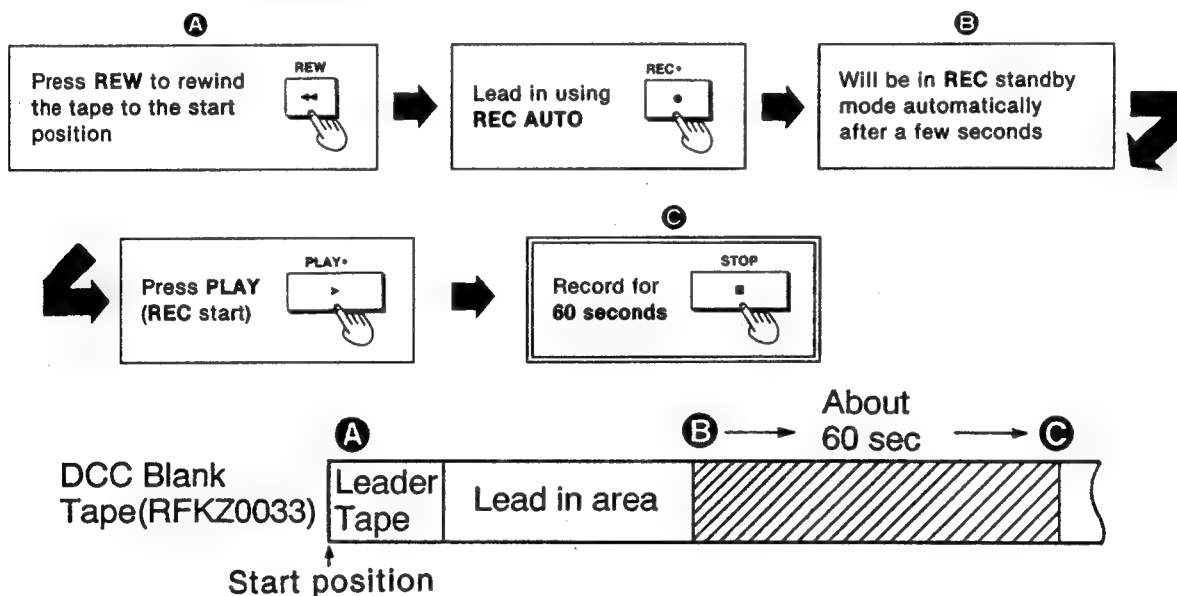 A
Press REW to rewind
the tape to the start
position
REW
Lead in using
REC AUTO
REC•
B
Will be in REC standby
mode automatically
after a few seconds
Press PLAY
(REC start)
PLAY•
C
Record for
60 seconds
STOP
A
B
About
60 sec
C
DCC Blank
Tape(RFKZ0033)
Leader
Tape
Lead in area
Start position